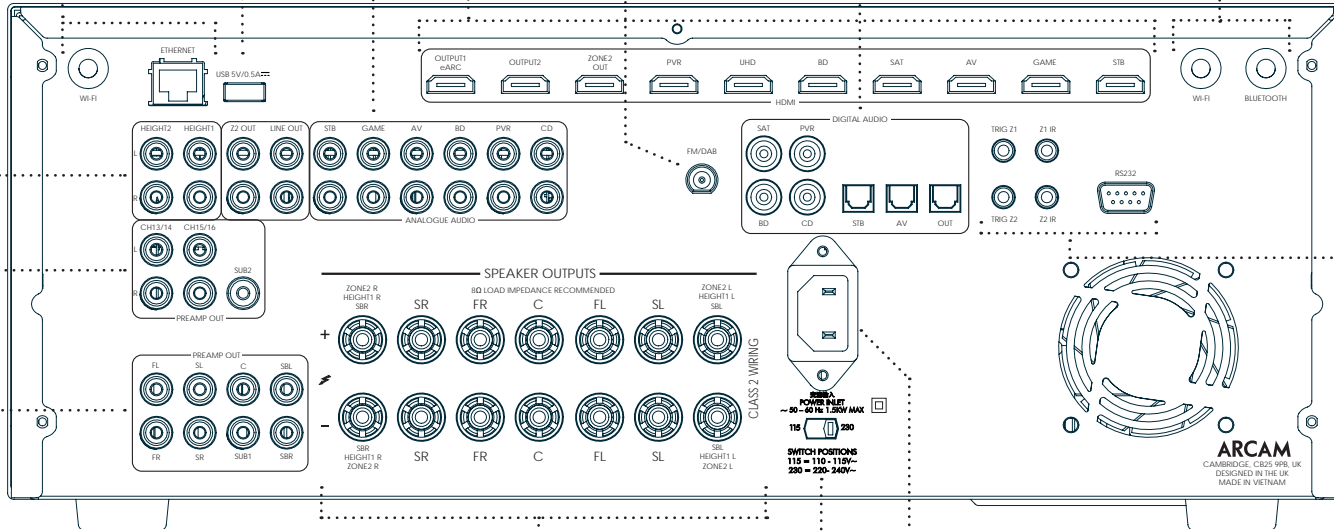 ETHERNET
USB 5V/0.5A
WI-FI
OUTPUT1
eARC
OUTPUT2
ZONE2
OUT
PVR
UHD
BD
SAT
AV
GAME
STB
HDMI
WI-FI
BLUETOOTH
HEIGHT2
HEIGHT1
Z2 OUT
LINE OUT
STB
GAME
AV
BD
PVR
CD
L
R
ANALOGUE AUDIO
FM/DAB
DIGITAL AUDIO
SAT
PVR
BD
CD
STB
AV
OUT
TRIG Z1
Z1 IR
TRIG Z2
Z2 IR
RS232
CH13/14
CH15/16
L
R
SUB2
PREAMP OUT
SPEAKER OUTPUTS
8Ω LOAD IMPEDANCE RECOMMENDED
ZONE2 R
HEIGHT1 R
SBR
SR
FR
C
FL
SL
ZONE2 L
HEIGHT1 L
SBL
+
–
SBR
HEIGHT1 R
ZONE2 R
SR
FR
C
FL
SL
SBL
HEIGHT1 L
ZONE2 L
CLASS 2 WIRING
PREAMP OUT
FL
SL
C
SBL
FR
SR
SUB1
SBR
POWER INLET
~ 50 – 60 Hz 1.5KW MAX
115
230
SWITCH POSITIONS
115 = 110 - 115V~
230 = 220- 240V~
ARCAM
CAMBRIDGE, CB25 9PB, UK
DESIGNED IN THE UK
MADE IN VIETNAM